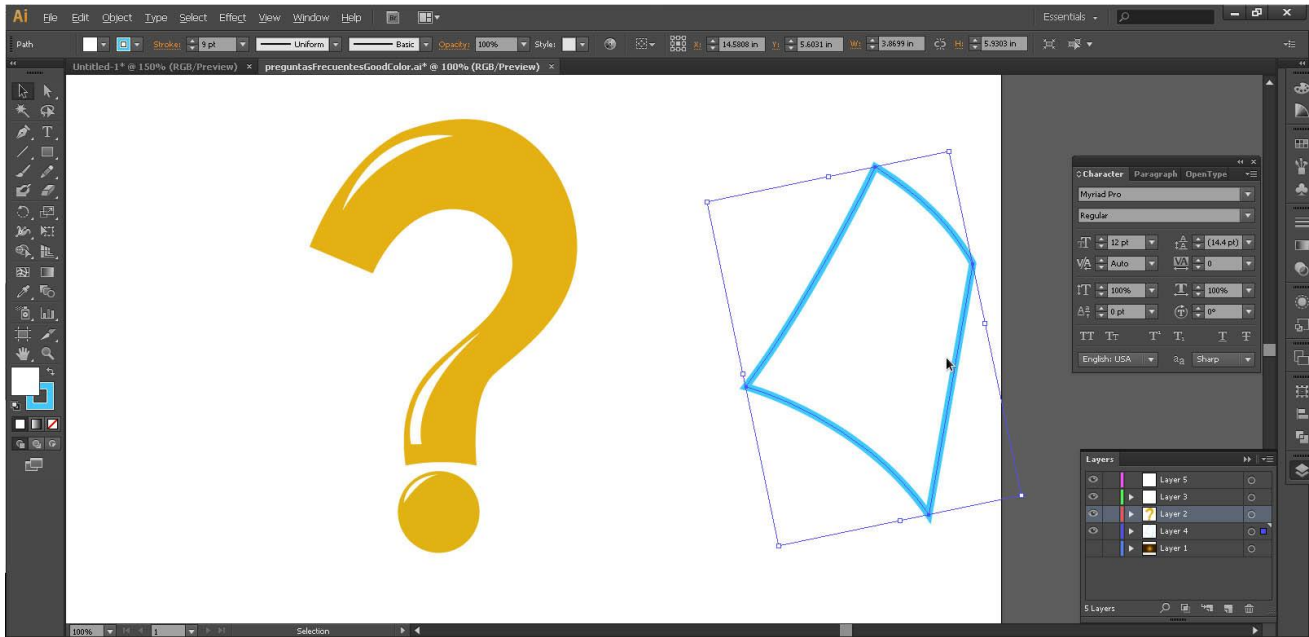 Ai File Edit Object Type Select Effect View Window Help Br Essentials
Path Stroke: 9 pt Uniform Basic Opacity: 100% Style: X: 14.5808 in Y: 5.6031 in W: 3.8699 in H: 5.9303 in
Untitled-1* @ 150% (RGB/Preview) × preguntasFrecuentesGoodColor.ai* @ 100% (RGB/Preview) ×
Character Paragraph OpenType
Myriad Pro
Regular
12 pt (14.4 pt)
Auto 0
100% 100%
0 pt 0°
English: USA Sharp
?
Layers
Layer 5
Layer 3
Layer 2
Layer 4
Layer 1
5 Layers
100% 1 Selection